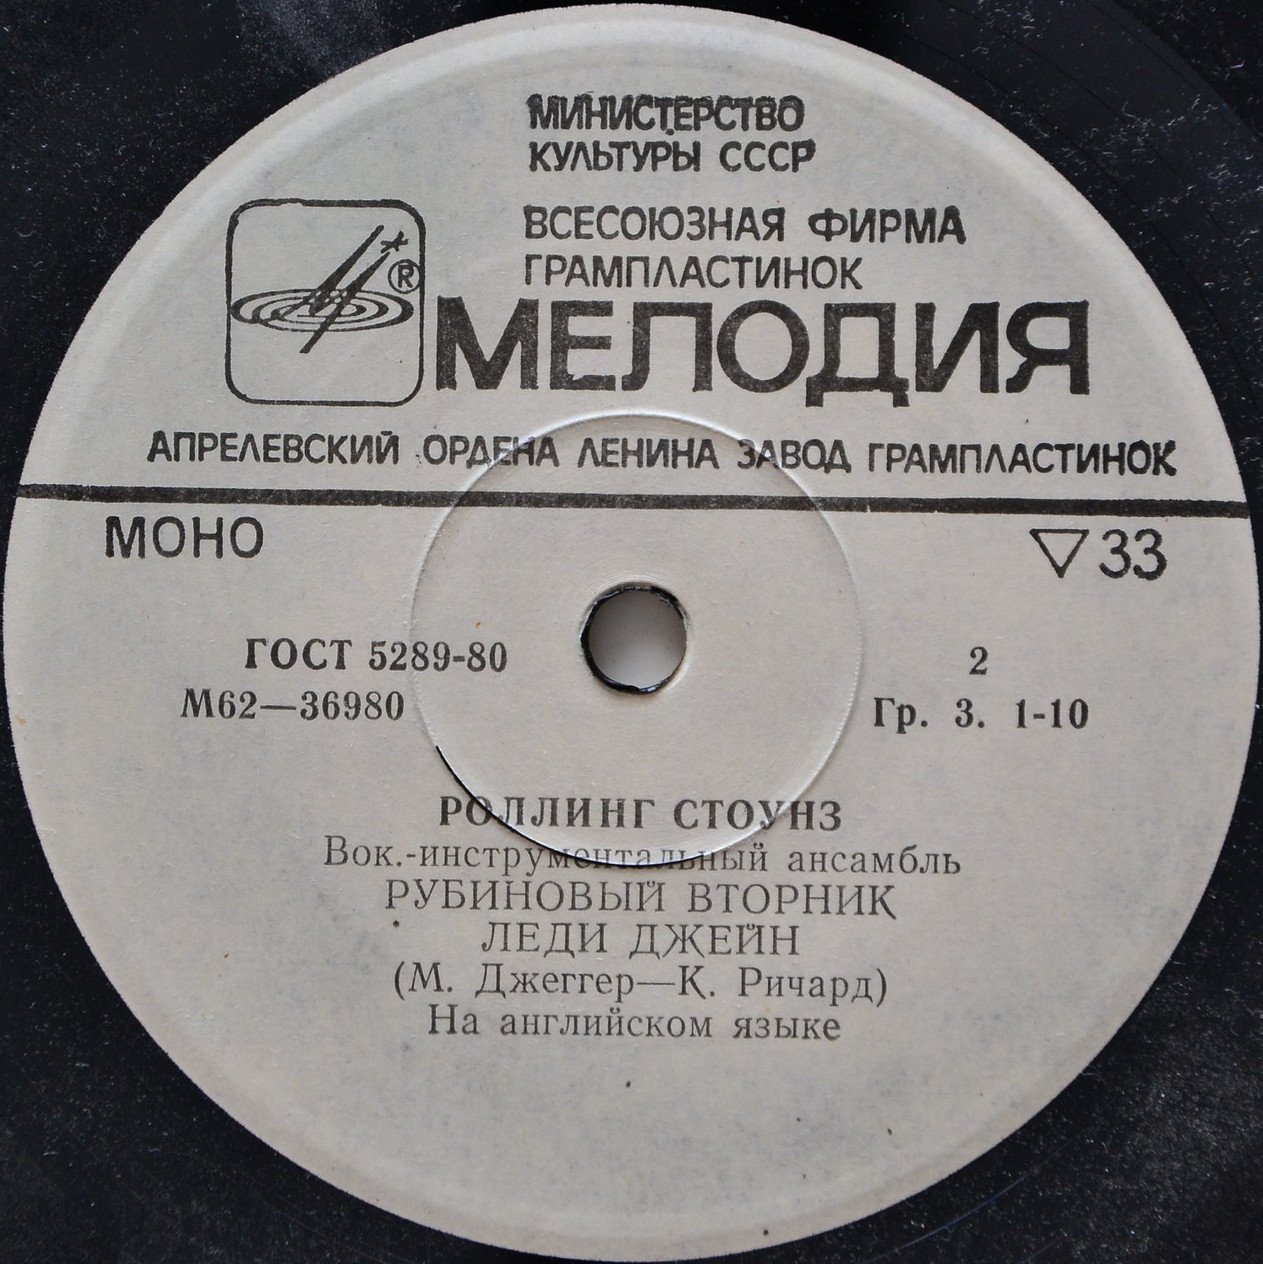 МИНИСТЕРСТВО
КУЛЬТУРЫ СССР
ВСЕСОЮЗНАЯ ФИРМА
ГРАМПЛАСТИНОК
®
МЕЛОДИЯ
АПРЕЛЕВСКИЙ ОРДЕНА ЛЕНИНА ЗАВОД ГРАМПЛАСТИНОК
МОНО ▽ 33
ГОСТ 5289-80 2
М62—36980 Гр. 3. 1-10
РОЛЛИНГ СТОУНЗ
Вок.-инструментальный ансамбль
РУБИНОВЫЙ ВТОРНИК
ЛЕДИ ДЖЕЙН
(М. Джеггер—К. Ричард)
На английском языке